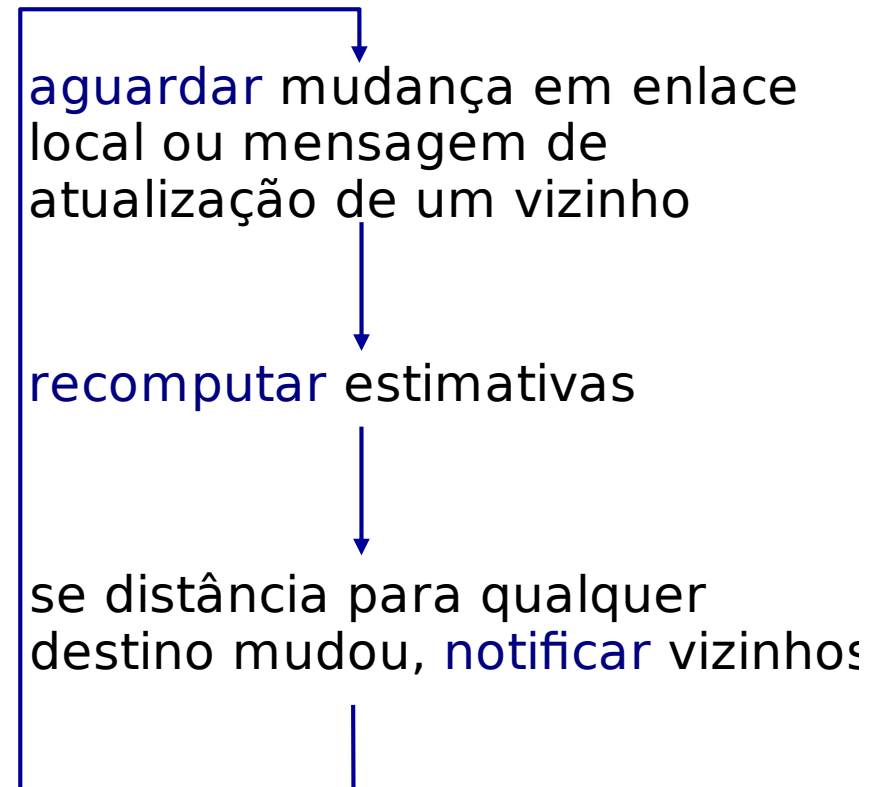 aguardar mudança em enlace
local ou mensagem de
atualização de um vizinho
recomputar estimativas
se distância para qualquer
destino mudou, notificar vizinhos